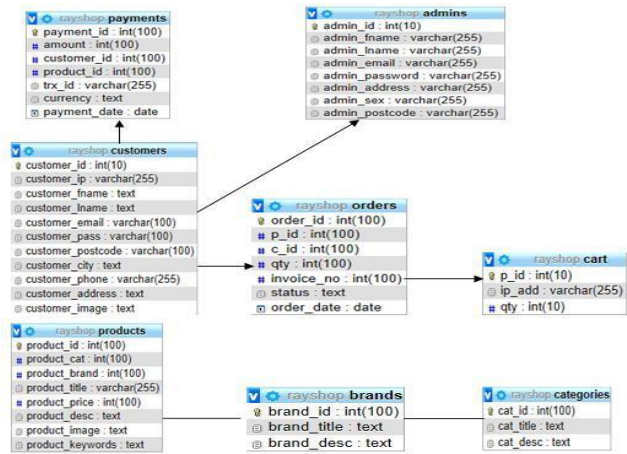 rayshop payments
payment_id : int(100)
amount : int(100)
customer_id : int(100)
product_id : int(100)
trx_id : varchar(255)
currency : text
payment_date : date
rayshop admins
admin_id : int(10)
admin_fname : varchar(255)
admin_lname : varchar(255)
admin_email : varchar(255)
admin_password : varchar(255)
admin_address : varchar(255)
admin_sex : varchar(255)
admin_postcode : varchar(255)
rayshop customers
customer_id : int(10)
customer_ip : varchar(255)
customer_fname : text
customer_lname : text
customer_email : varchar(100)
customer_pass : varchar(100)
customer_postcode : varchar(100)
customer_city : text
customer_phone : varchar(255)
customer_address : text
customer_image : text
rayshop orders
order_id : int(100)
p_id : int(100)
c_id : int(100)
qty : int(100)
invoice_no : int(100)
status : text
order_date : date
rayshop cart
p_id : int(10)
ip_add : varchar(255)
qty : int(10)
rayshop products
product_id : int(100)
product_cat : int(100)
product_brand : int(100)
product_title : varchar(255)
product_price : int(100)
product_desc : text
product_image : text
product_keywords : text
rayshop brands
brand_id : int(100)
brand_title : text
brand_desc : text
rayshop categories
cat_id : int(100)
cat_title : text
cat_desc : text